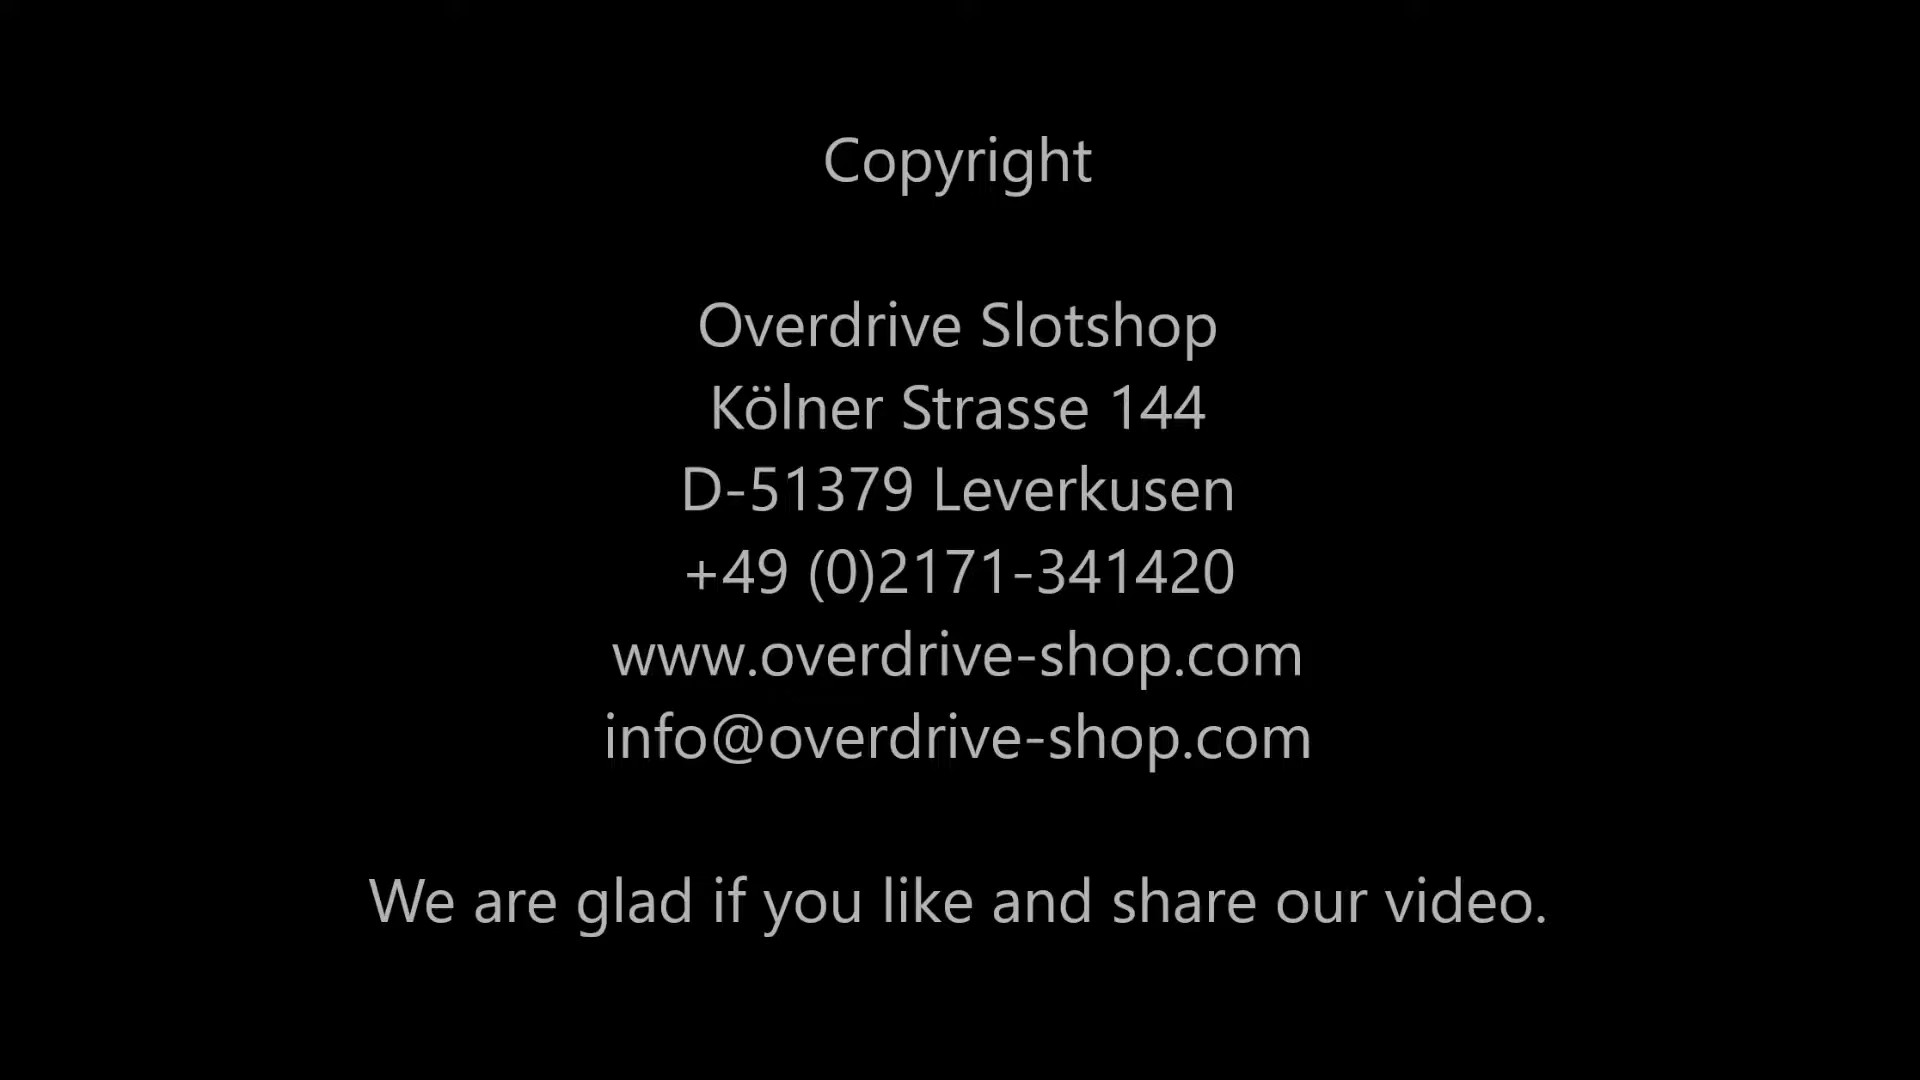 Copyright
Overdrive Slotshop
Kölner Strasse 144
D-51379 Leverkusen
+49 (0)2171-341420
www.overdrive-shop.com
info@overdrive-shop.com
We are glad if you like and share our video.